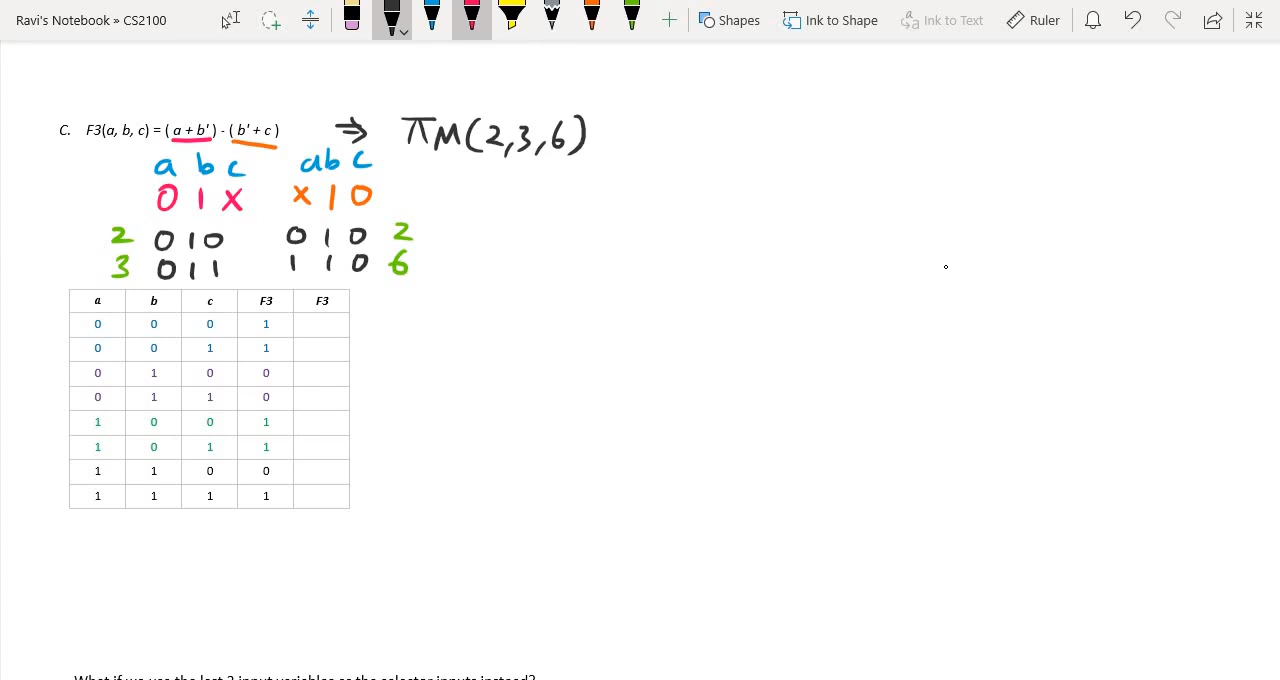 Ravi's Notebook » CS2100 Shapes Ink to Shape Ink to Text Ruler
C. F3(a, b, c) = ( a + b' ) - ( b' + c ) ⇒ πM(2,3,6)
a b c a b c
0 1 X X 1 0
2 0 1 0 0 1 0 2
3 0 1 1 1 1 0 6
a b c F3 F3
0 0 0 1
0 0 1 1
0 1 0 0
0 1 1 0
1 0 0 1
1 0 1 1
1 1 0 0
1 1 1 1